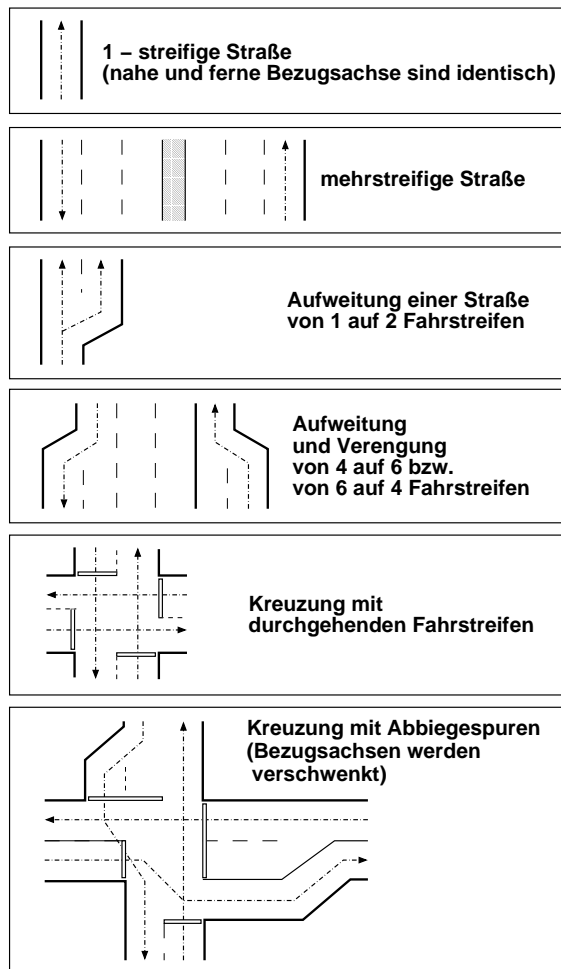 1 – streifige Straße
(nahe und ferne Bezugsachse sind identisch)
mehrstreifige Straße
Aufweitung einer Straße
von 1 auf 2 Fahrstreifen
Aufweitung
und Verengung
von 4 auf 6 bzw.
von 6 auf 4 Fahrstreifen
Kreuzung mit
durchgehenden Fahrstreifen
Kreuzung mit Abbiegespuren
(Bezugsachsen werden
verschwenkt)